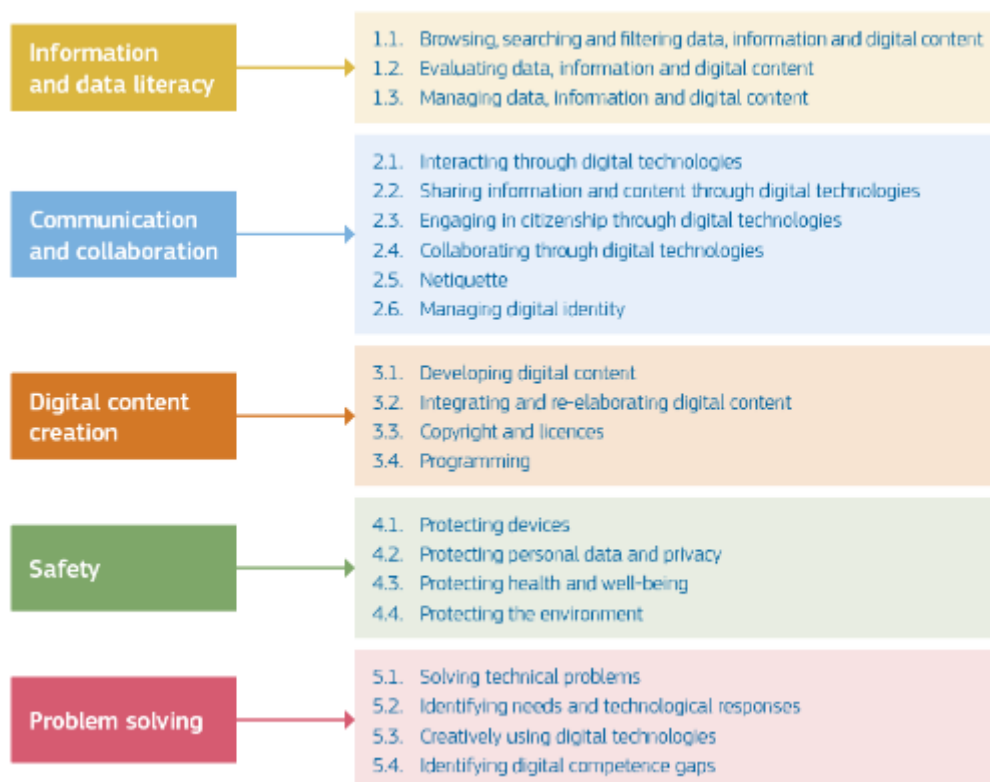 Information
and data literacy
1.1. Browsing, searching and filtering data, information and digital content
1.2. Evaluating data, information and digital content
1.3. Managing data, information and digital content
Communication
and collaboration
2.1. Interacting through digital technologies
2.2. Sharing information and content through digital technologies
2.3. Engaging in citizenship through digital technologies
2.4. Collaborating through digital technologies
2.5. Netiquette
2.6. Managing digital identity
Digital content
creation
3.1. Developing digital content
3.2. Integrating and re-elaborating digital content
3.3. Copyright and licences
3.4. Programming
Safety
4.1. Protecting devices
4.2. Protecting personal data and privacy
4.3. Protecting health and well-being
4.4. Protecting the environment
Problem solving
5.1. Solving technical problems
5.2. Identifying needs and technological responses
5.3. Creatively using digital technologies
5.4. Identifying digital competence gaps